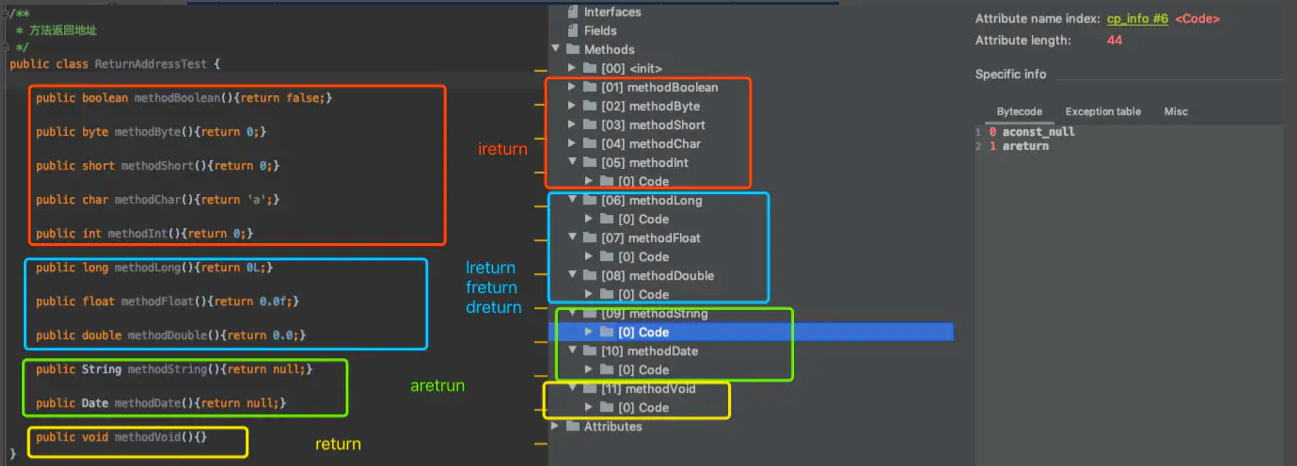 /**
* 方法返回地址
*/
public class ReturnAddressTest {
public boolean methodBoolean(){return false;}
public byte methodByte(){return 0;}
public short methodShort(){return 0;}
public char methodChar(){return 'a';}
public int methodInt(){return 0;}
public long methodLong(){return 0L;}
public float methodFloat(){return 0.0f;}
public double methodDouble(){return 0.0;}
public String methodString(){return null;}
public Date methodDate(){return null;}
public void methodVoid(){}
}
ireturn
lreturn
freturn
dreturn
aretrun
return
Interfaces
Fields
Methods
[00] <init>
[01] methodBoolean
[02] methodByte
[03] methodShort
[04] methodChar
[05] methodInt
[0] Code
[06] methodLong
[0] Code
[07] methodFloat
[0] Code
[08] methodDouble
[0] Code
[09] methodString
[0] Code
[10] methodDate
[0] Code
[11] methodVoid
[0] Code
Attributes
Attribute name index: cp_info #6 <Code>
Attribute length: 44
Specific info
Bytecode Exception table Misc
1 0 aconst_null
2 1 areturn